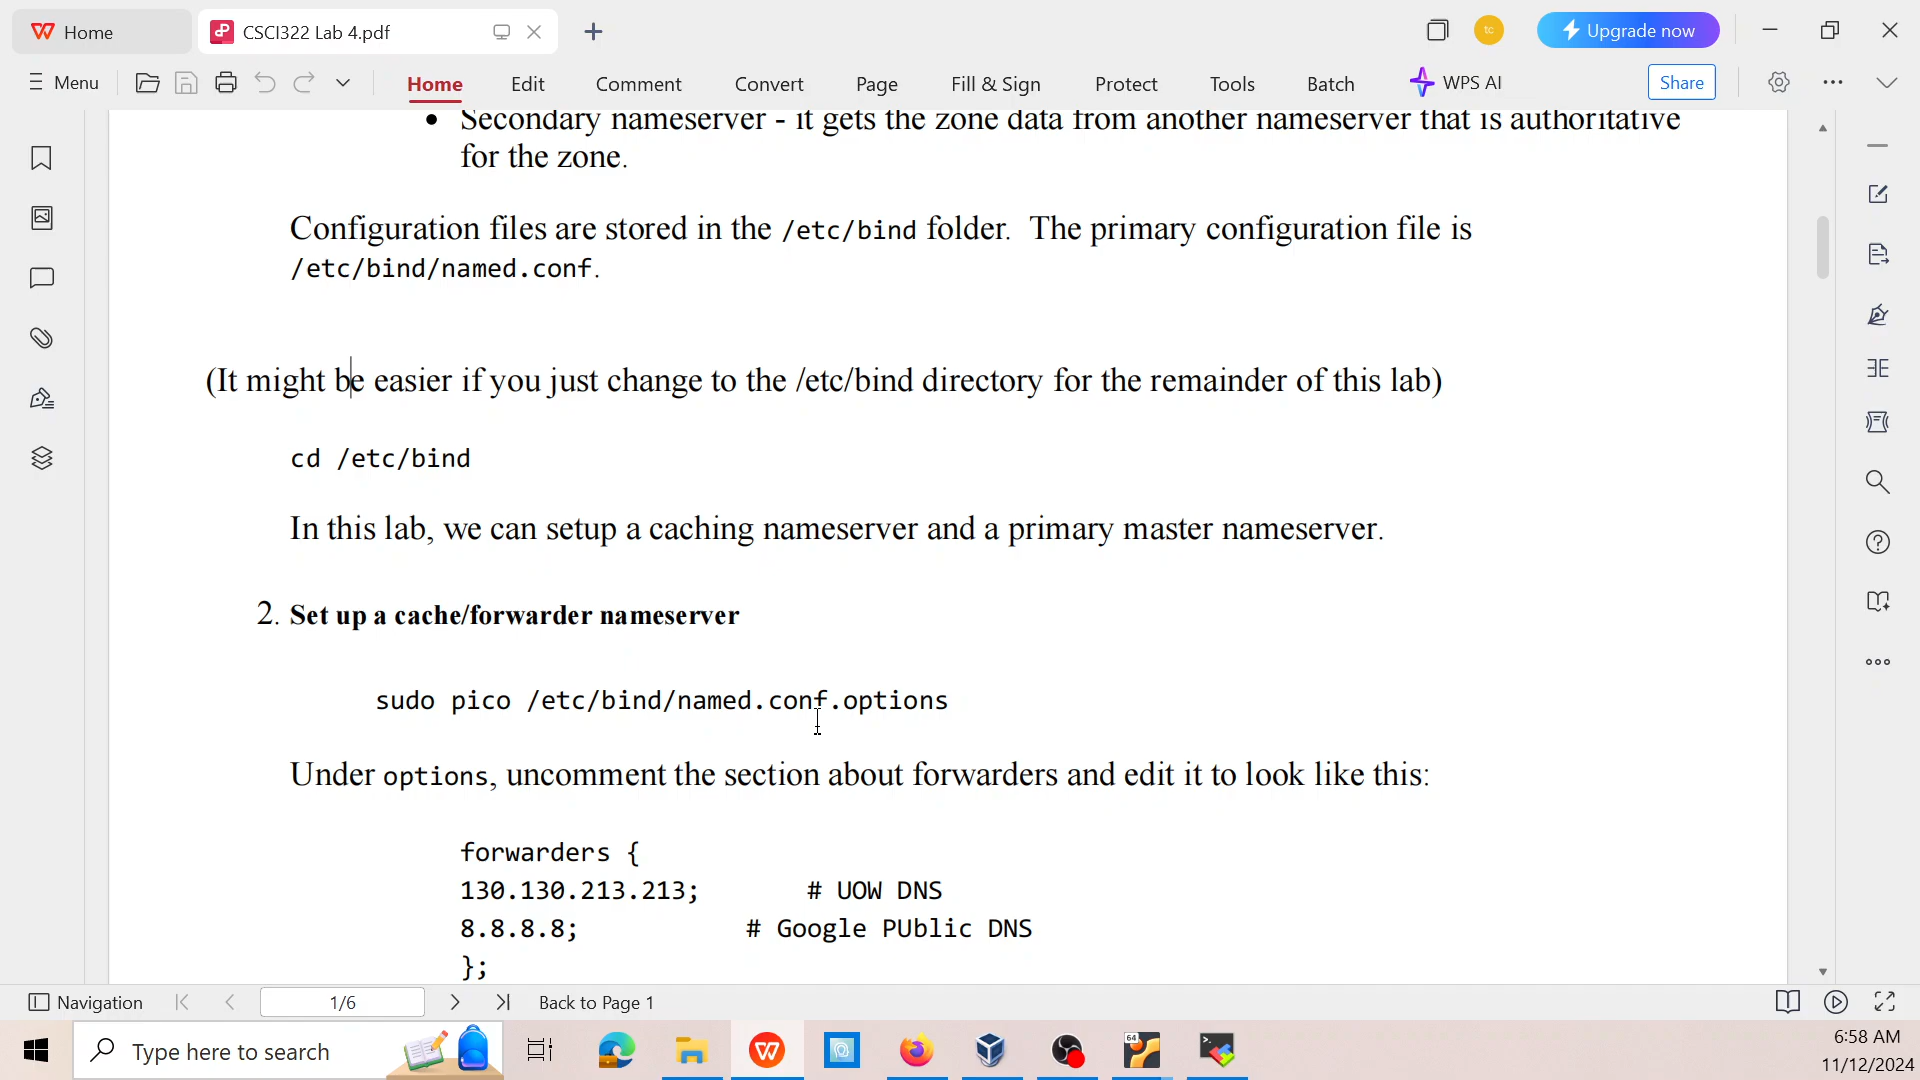 Home
CSCI322 Lab 4.pdf
tc
Upgrade now
Menu
Home
Edit
Comment
Convert
Page
Fill & Sign
Protect
Tools
Batch
WPS AI
Share
Secondary nameserver - it gets the zone data from another nameserver that is authoritative
for the zone.
Configuration files are stored in the /etc/bind folder. The primary configuration file is
/etc/bind/named.conf.
(It might be easier if you just change to the /etc/bind directory for the remainder of this lab)
cd /etc/bind
In this lab, we can setup a caching nameserver and a primary master nameserver.
2. Set up a cache/forwarder nameserver
sudo pico /etc/bind/named.conf.options
Under options, uncomment the section about forwarders and edit it to look like this:
forwarders {
130.130.213.213; # UOW DNS
8.8.8.8; # Google PUblic DNS
};
Navigation
1/6
Back to Page 1
Type here to search
64
6:58 AM
11/12/2024